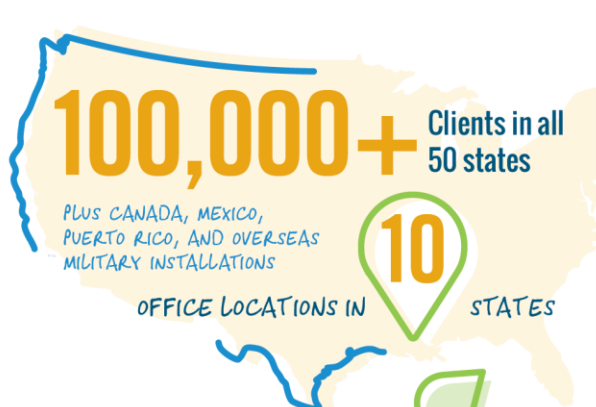 100,000+ Clients in all
50 states
PLUS CANADA, MEXICO,
PUERTO RICO, AND OVERSEAS
MILITARY INSTALLATIONS
10
OFFICE LOCATIONS IN STATES